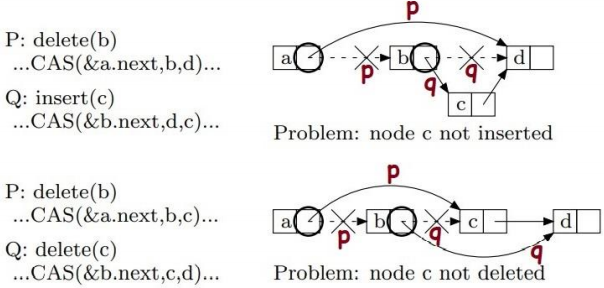 P: delete(b)
...CAS(&a.next,b,d)...
Q: insert(c)
...CAS(&b.next,d,c)...
p
a b d
p q q
c
Problem: node c not inserted
P: delete(b)
...CAS(&a.next,b,c)...
Q: delete(c)
...CAS(&b.next,c,d)...
p
a b c d
p q q
Problem: node c not deleted